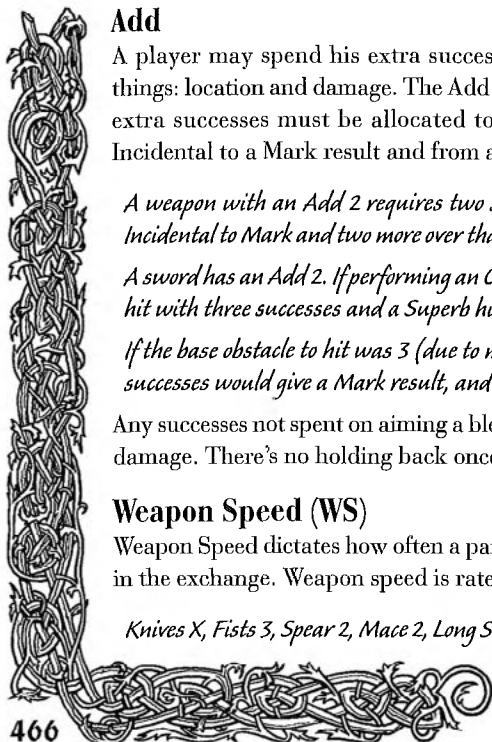 Add
A player may spend his extra succes
things: location and damage. The Add
extra successes must be allocated to
Incidental to a Mark result and from a
A weapon with an Add 2 requires two
Incidental to Mark and two more over tha
A sword has an Add 2. If performing an
hit with three successes and a Superb hi
If the base obstacle to hit was 3 (due to
successes would give a Mark result, and
Any successes not spent on aiming a ble
damage. There's no holding back once
Weapon Speed (WS)
Weapon Speed dictates how often a par
in the exchange. Weapon speed is rate
Knives X, Fists 3, Spear 2, Mace 2, Long S
466